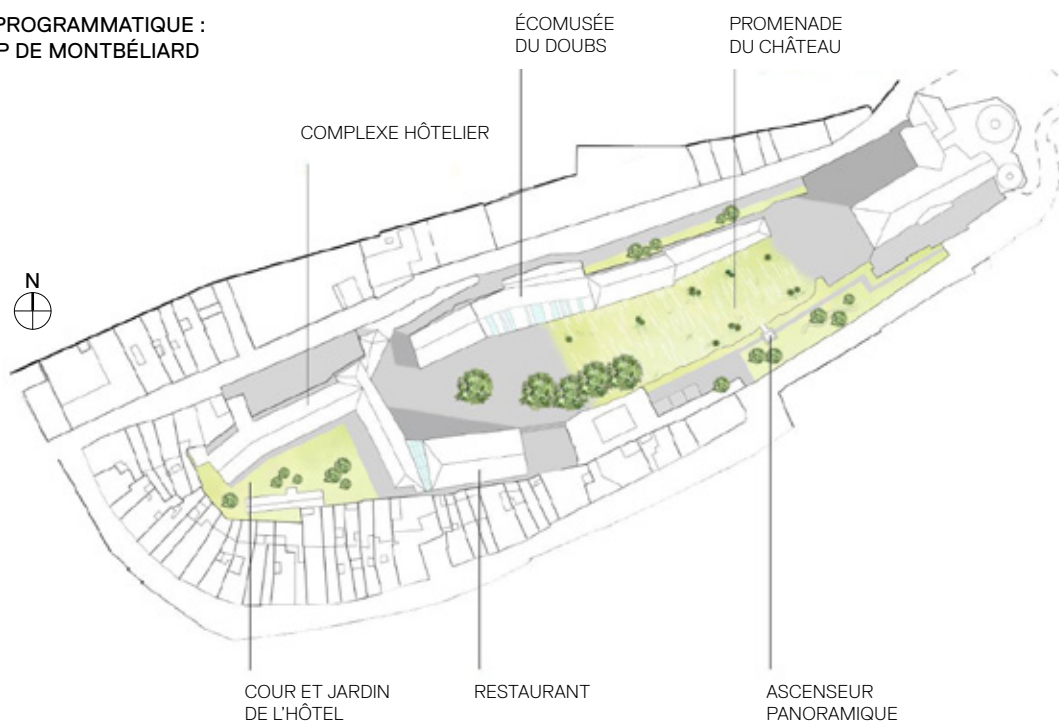 PROGRAMMATIQUE :
P DE MONTBÉLIARD
ÉCOMUSÉE
DU DOUBS
PROMENADE
DU CHÂTEAU
COMPLEXE HÔTELIER
N
COUR ET JARDIN
DE L'HÔTEL
RESTAURANT
ASCENSEUR
PANORAMIQUE